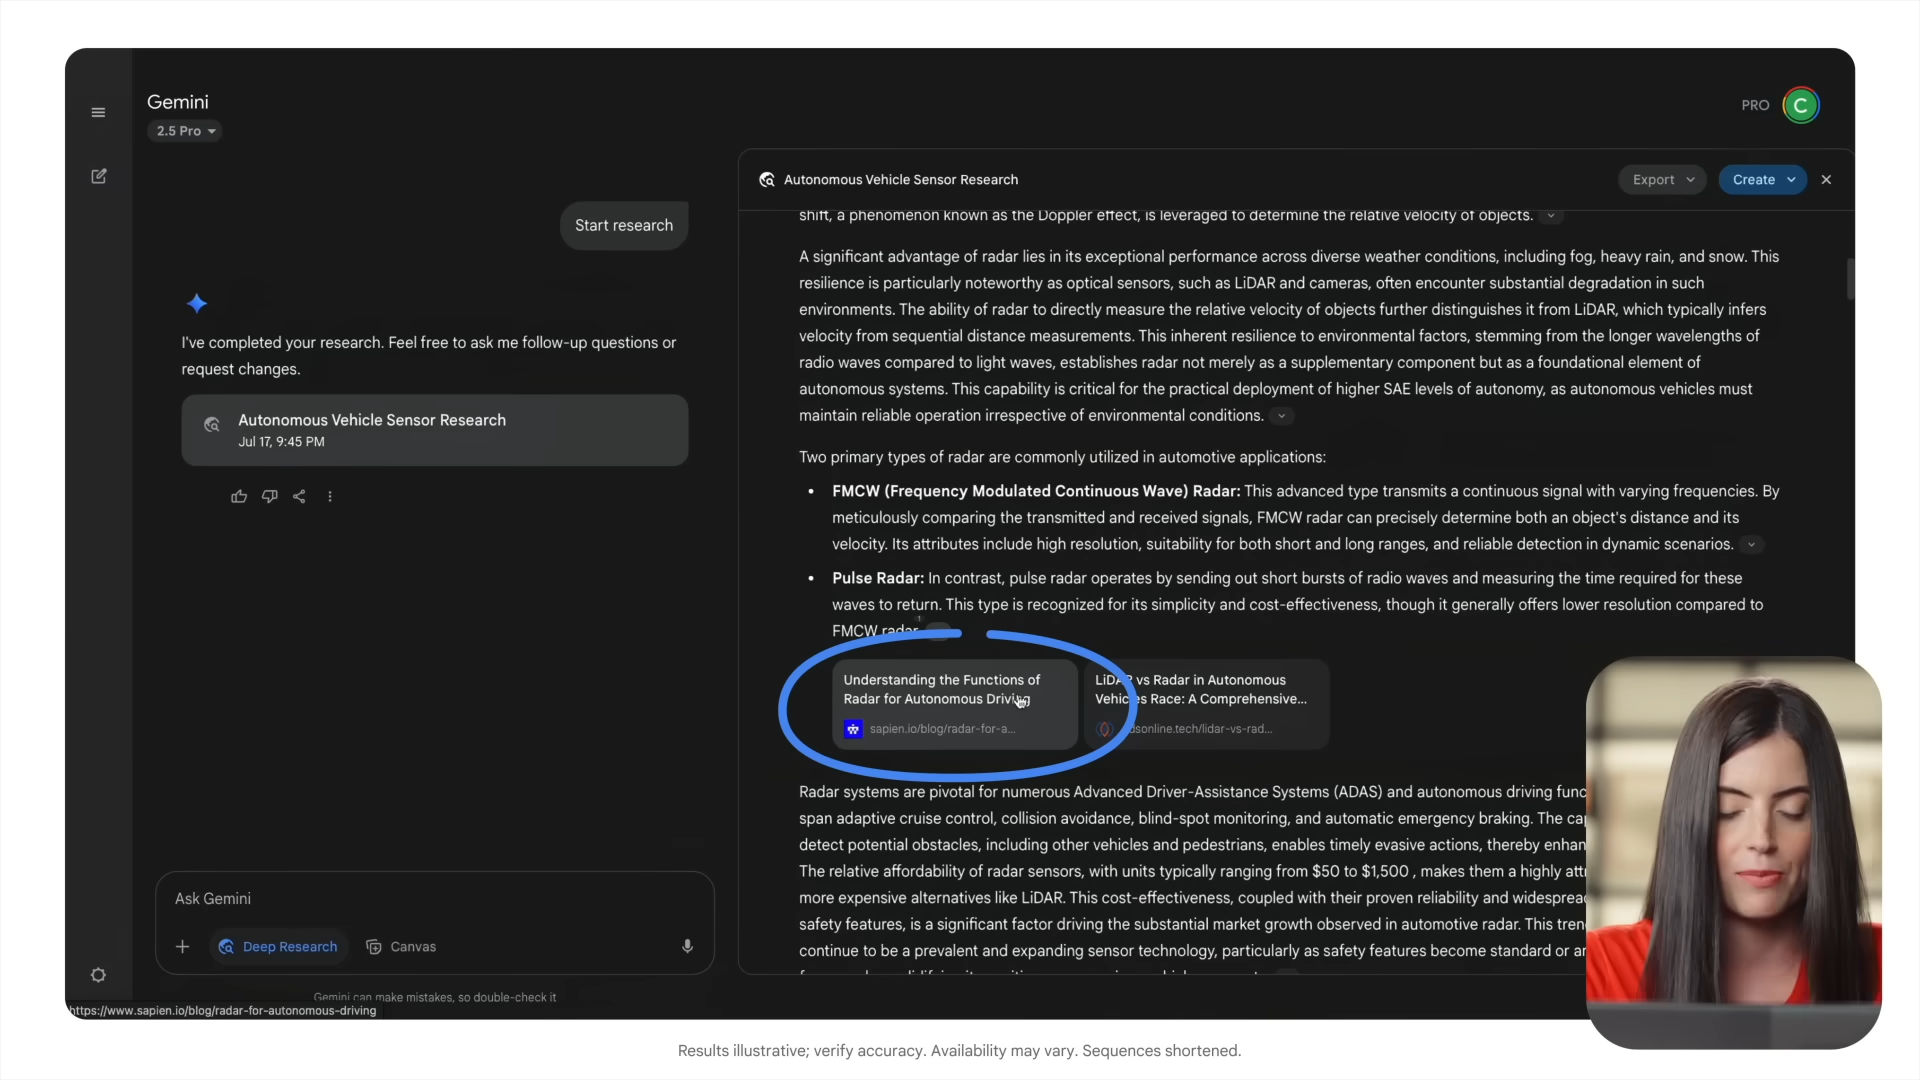 Gemini
2.5 Pro
PRO
C
Autonomous Vehicle Sensor Research
Export
Create
Start research
I've completed your research. Feel free to ask me follow-up questions or
request changes.
Autonomous Vehicle Sensor Research
Jul 17, 9:45 PM
shift, a phenomenon known as the Doppler effect, is leveraged to determine the relative velocity of objects.
A significant advantage of radar lies in its exceptional performance across diverse weather conditions, including fog, heavy rain, and snow. This
resilience is particularly noteworthy as optical sensors, such as LiDAR and cameras, often encounter substantial degradation in such
environments. The ability of radar to directly measure the relative velocity of objects further distinguishes it from LiDAR, which typically infers
velocity from sequential distance measurements. This inherent resilience to environmental factors, stemming from the longer wavelengths of
radio waves compared to light waves, establishes radar not merely as a supplementary component but as a foundational element of
autonomous systems. This capability is critical for the practical deployment of higher SAE levels of autonomy, as autonomous vehicles must
maintain reliable operation irrespective of environmental conditions.
Two primary types of radar are commonly utilized in automotive applications:
• FMCW (Frequency Modulated Continuous Wave) Radar: This advanced type transmits a continuous signal with varying frequencies. By
meticulously comparing the transmitted and received signals, FMCW radar can precisely determine both an object's distance and its
velocity. Its attributes include high resolution, suitability for both short and long ranges, and reliable detection in dynamic scenarios.
• Pulse Radar: In contrast, pulse radar operates by sending out short bursts of radio waves and measuring the time required for these
waves to return. This type is recognized for its simplicity and cost-effectiveness, though it generally offers lower resolution compared to
FMCW radar.
Understanding the Functions of
Radar for Autonomous Driving
sapien.io/blog/radar-for-a...
LiDAR vs Radar in Autonomous
Vehicles Race: A Comprehensive...
dsonline.tech/lidar-vs-rad...
Radar systems are pivotal for numerous Advanced Driver-Assistance Systems (ADAS) and autonomous driving func
span adaptive cruise control, collision avoidance, blind-spot monitoring, and automatic emergency braking. The ca
detect potential obstacles, including other vehicles and pedestrians, enables timely evasive actions, thereby enhan
The relative affordability of radar sensors, with units typically ranging from $50 to $1,500 , makes them a highly att
more expensive alternatives like LiDAR. This cost-effectiveness, coupled with their proven reliability and widesprea
safety features, is a significant factor driving the substantial market growth observed in automotive radar. This tren
continue to be a prevalent and expanding sensor technology, particularly as safety features become standard or
Ask Gemini
Deep Research
Canvas
Gemini can make mistakes, so double-check it
https://www.sapien.io/blog/radar-for-autonomous-driving
Results illustrative; verify accuracy. Availability may vary. Sequences shortened.